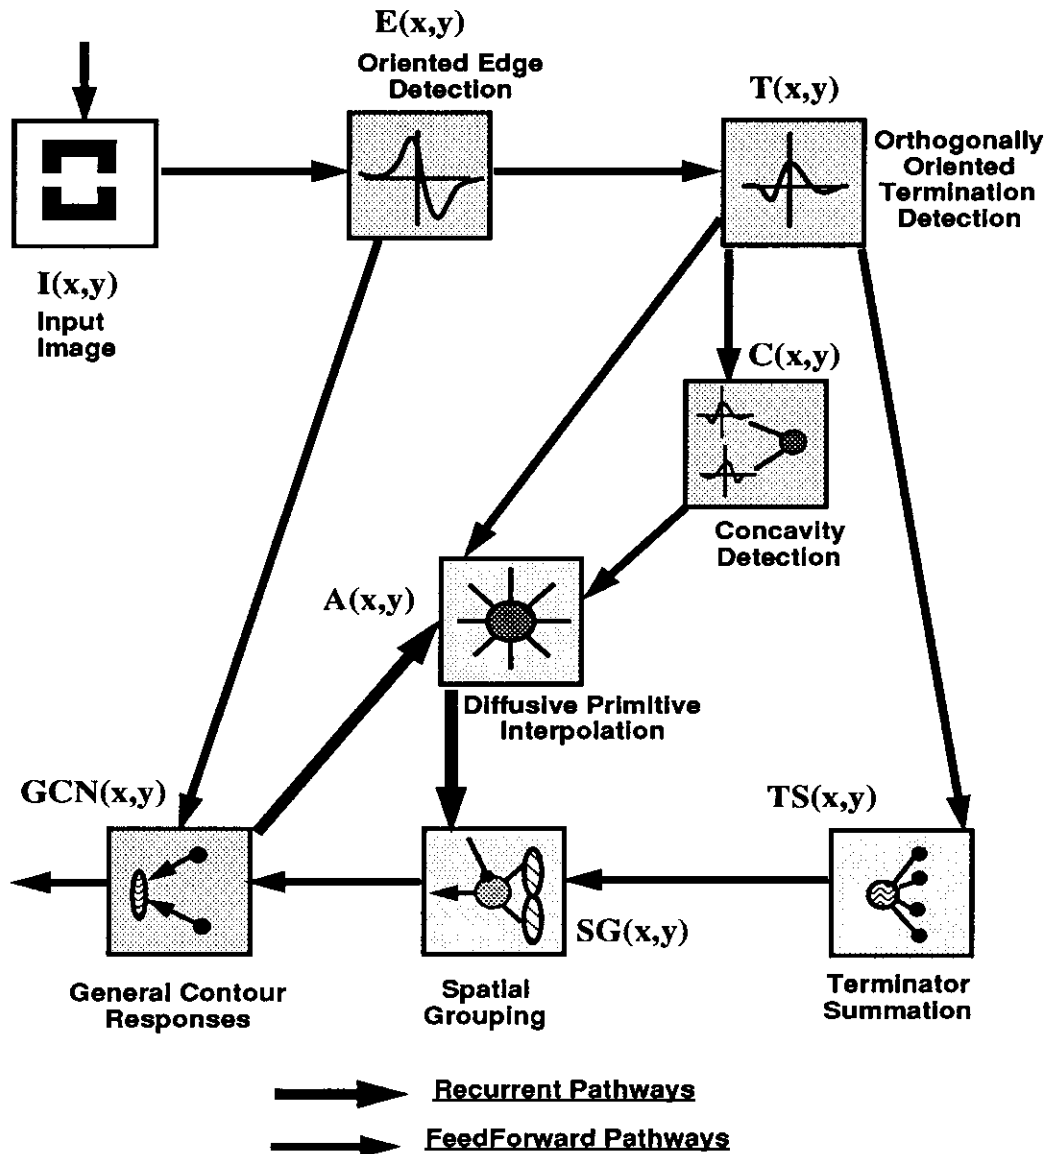 E(x,y)
Oriented Edge
Detection
T(x,y)
Orthogonally
Oriented
Termination
Detection
I(x,y)
Input
Image
C(x,y)
Concavity
Detection
A(x,y)
Diffusive Primitive
Interpolation
GCN(x,y)
TS(x,y)
SG(x,y)
General Contour
Responses
Spatial
Grouping
Terminator
Summation
Recurrent Pathways
FeedForward Pathways